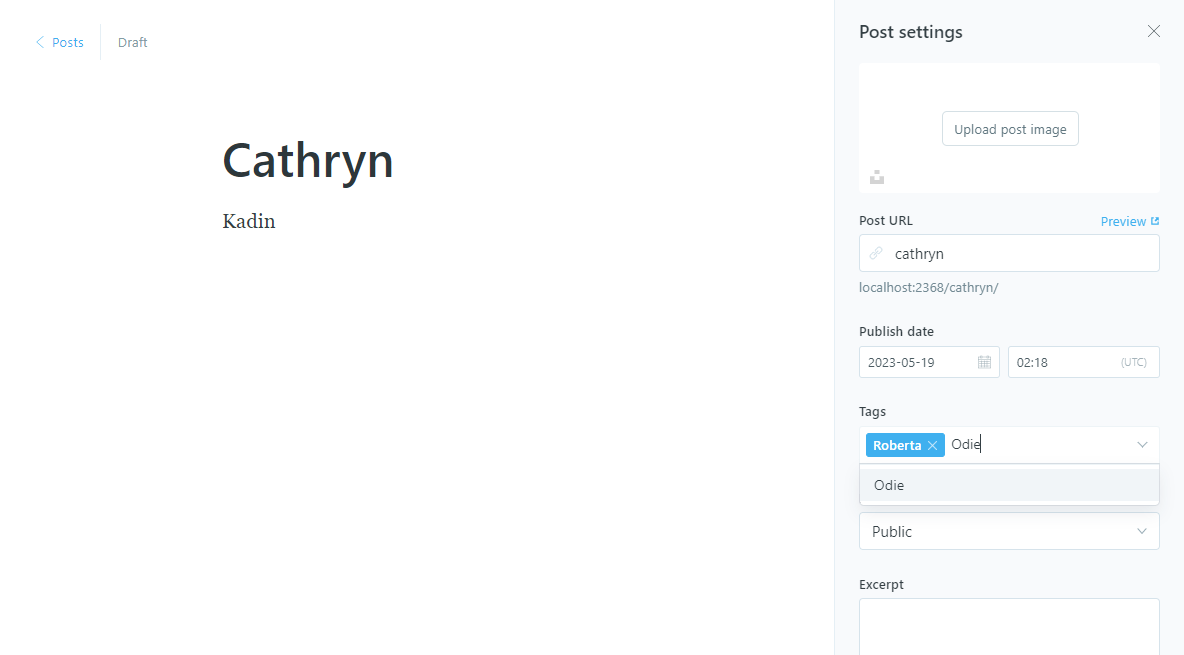 Posts
Draft
Cathryn
Kadin
Post settings
Upload post image
Post URL
Preview
cathryn
localhost:2368/cathryn/
Publish date
2023-05-19
02:18
(UTC)
Tags
Roberta
Odie
Odie
Public
Excerpt